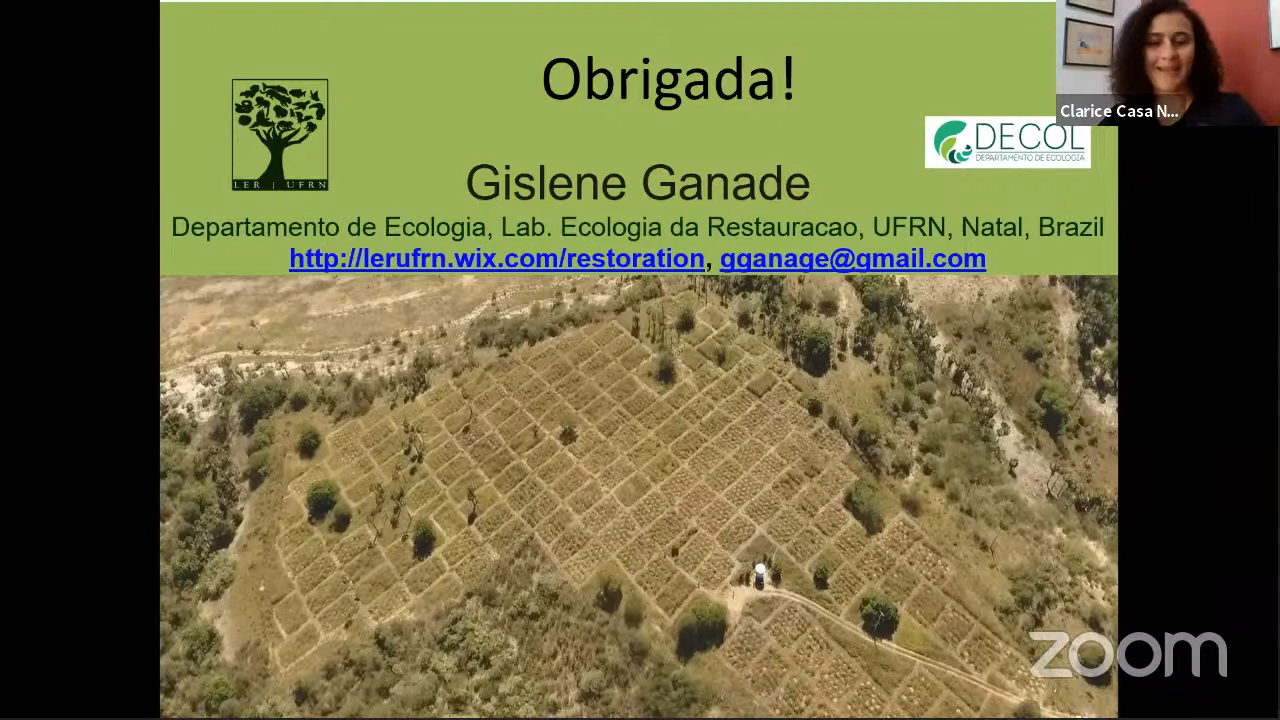 Obrigada!
Clarice Casa N...
DECOL
DEPARTAMENTO DE ECOLOGIA
LER | UFRN
Gislene Ganade
Departamento de Ecologia, Lab. Ecologia da Restauracao, UFRN, Natal, Brazil
http://lerufrn.wix.com/restoration, gganage@gmail.com
zoom